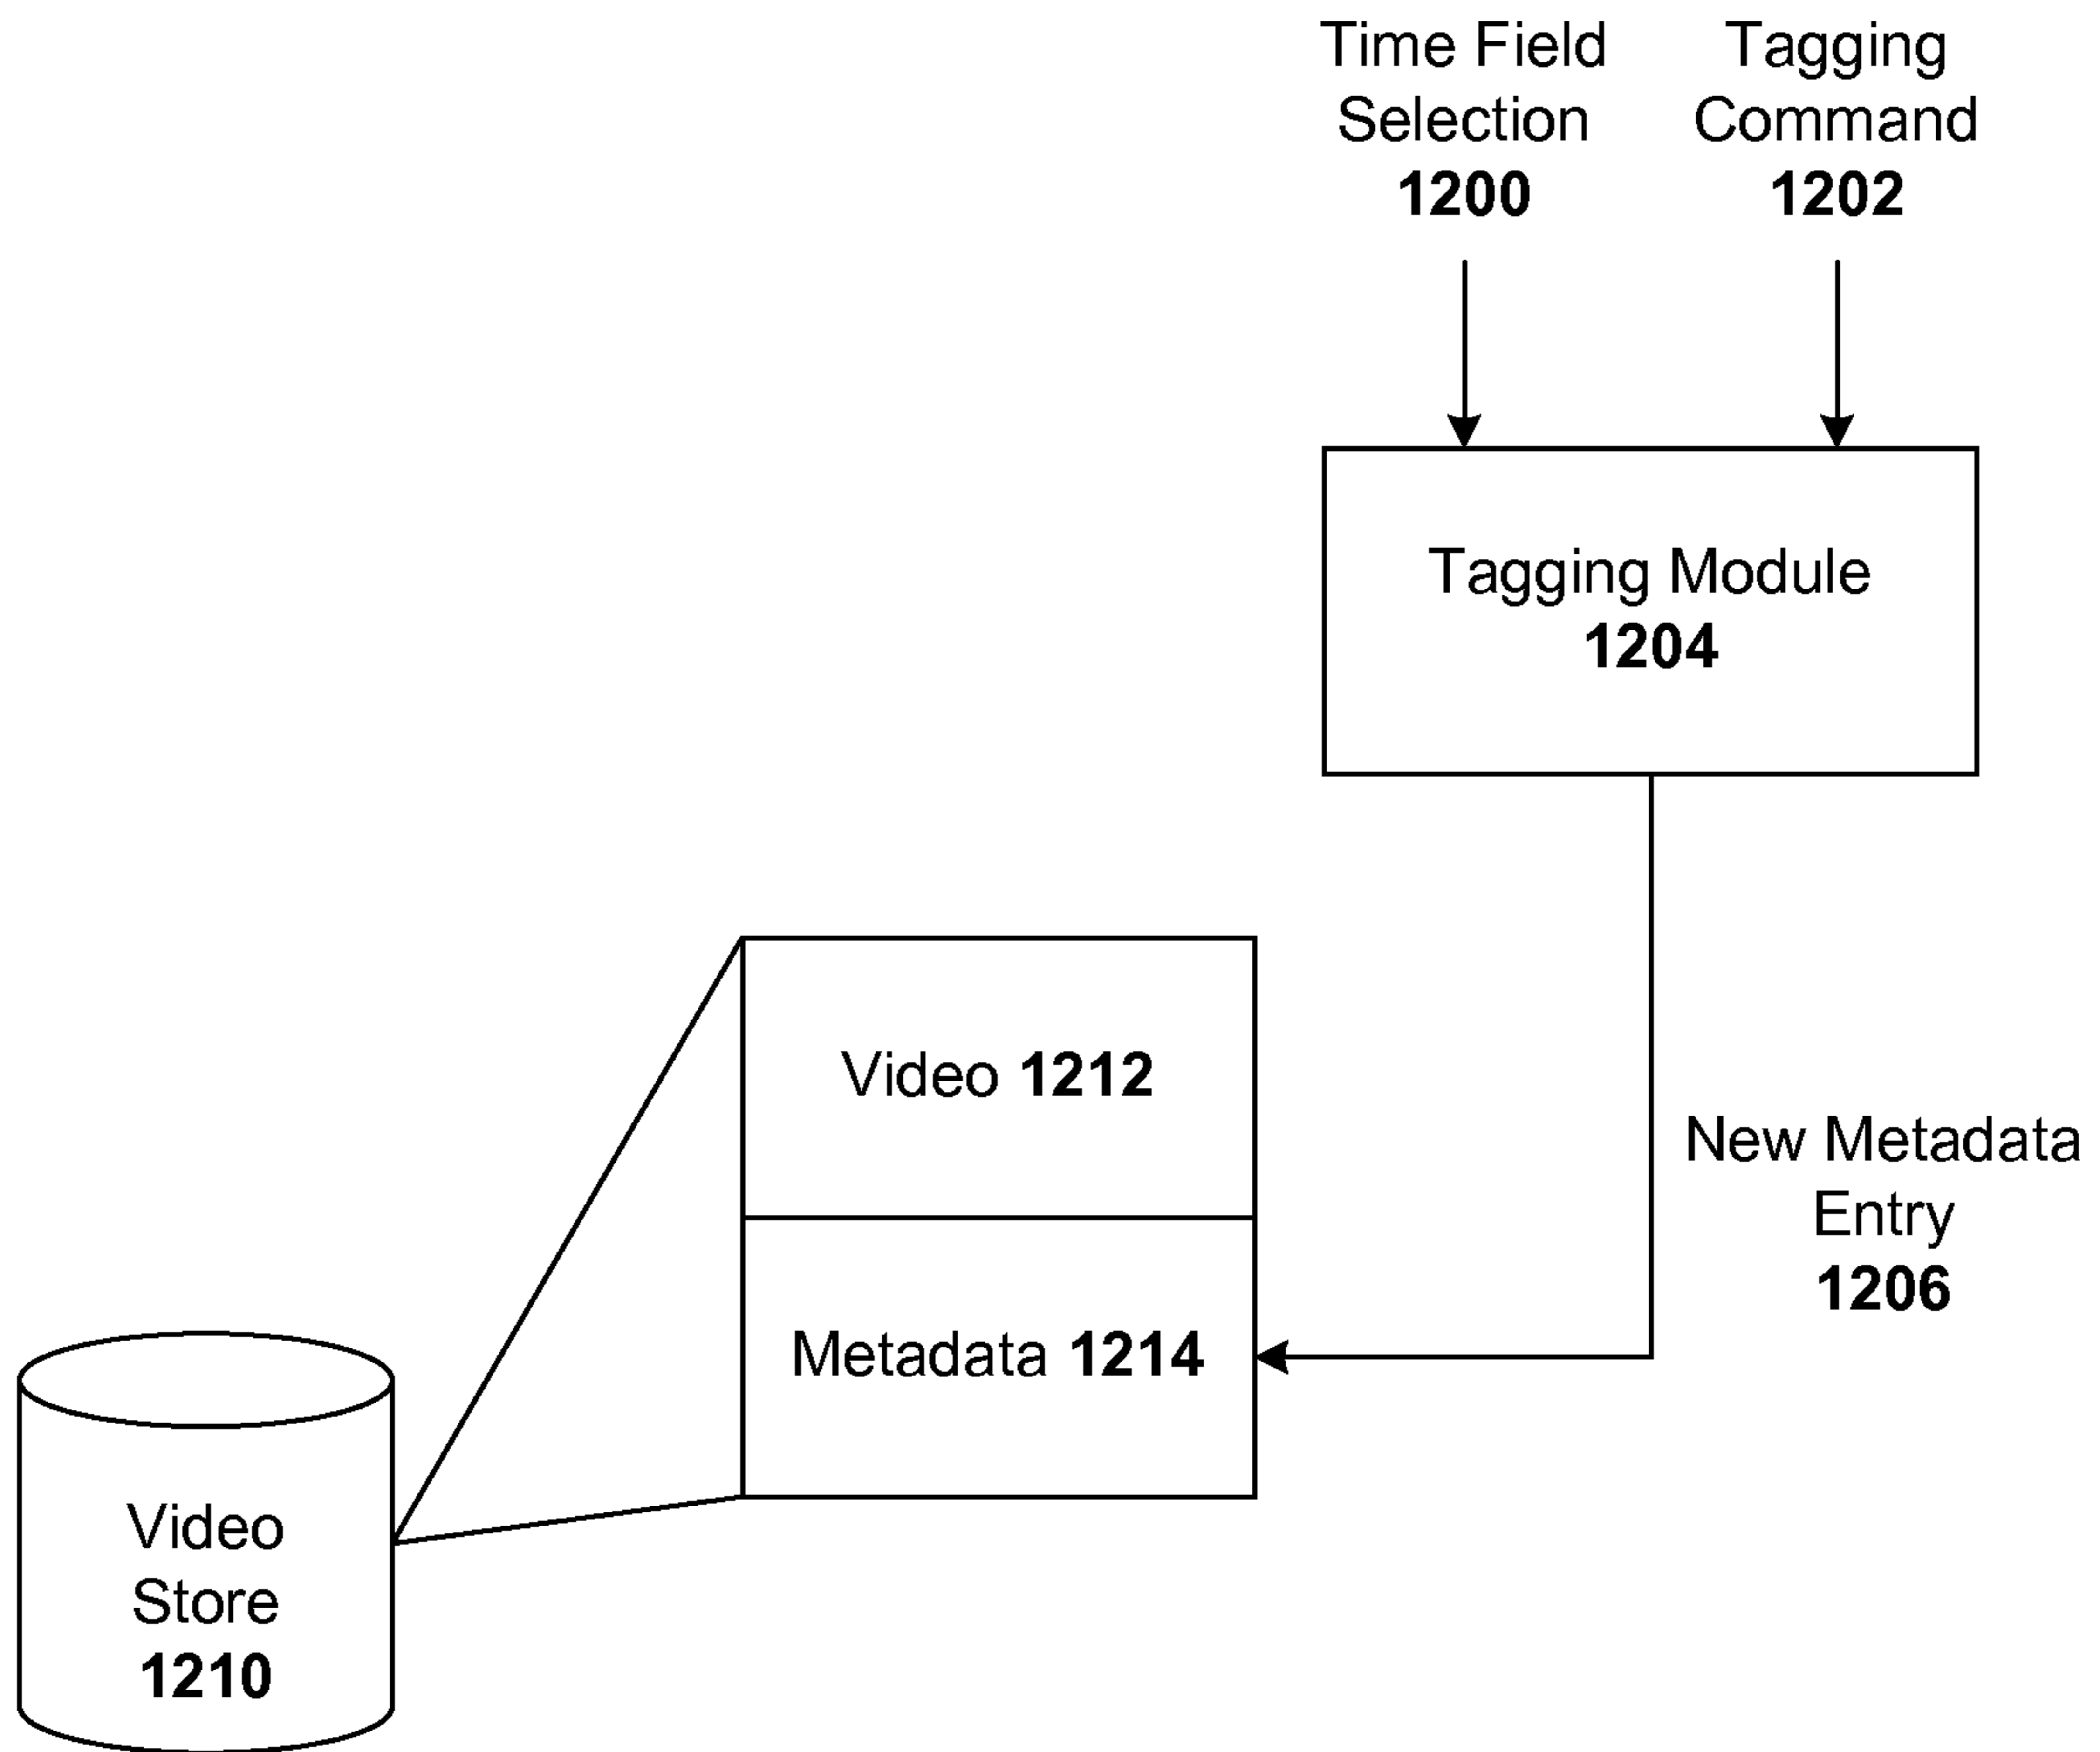 Time Field
Selection
1200
Tagging
Command
1202
Tagging Module
1204
Video 1212
New Metadata
Entry
1206
Metadata 1214
Video
Store
1210